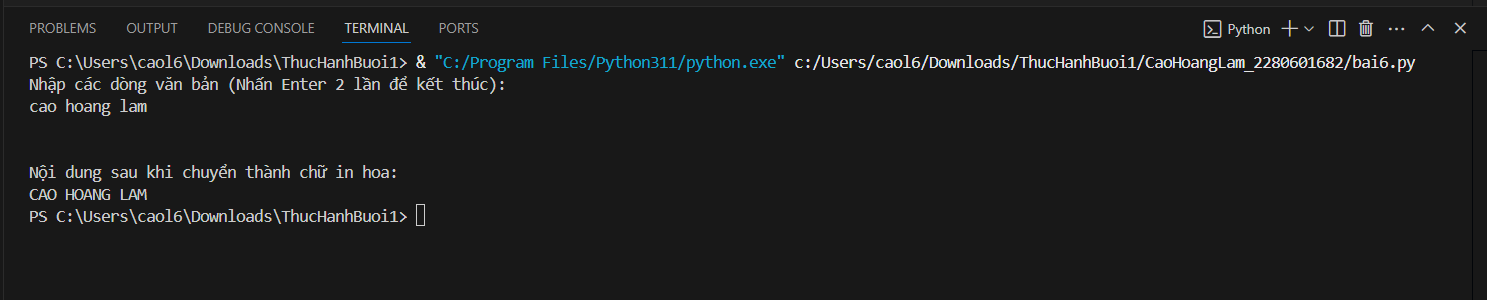 PROBLEMS OUTPUT DEBUG CONSOLE TERMINAL PORTS Python
PS C:\Users\caol6\Downloads\ThucHanhBuoi1> & "C:/Program Files/Python311/python.exe" c:/Users/caol6/Downloads/ThucHanhBuoi1/CaoHoangLam_2280601682/bai6.py
Nhập các dòng văn bản (Nhấn Enter 2 lần để kết thúc):
cao hoang lam
Nội dung sau khi chuyển thành chữ in hoa:
CAO HOANG LAM
PS C:\Users\caol6\Downloads\ThucHanhBuoi1>